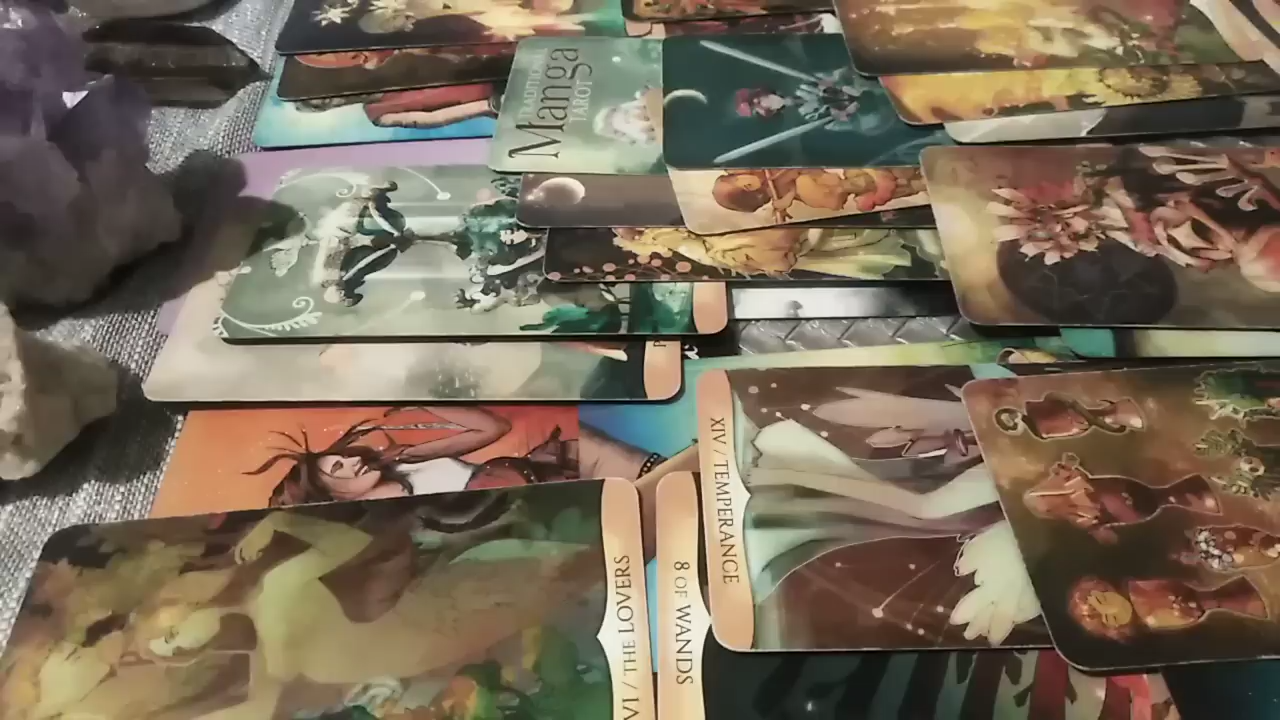 TRADITIONAL
Manga
TAROT
XIV / TEMPERANCE
8 OF WANDS
VI / THE LOVERS